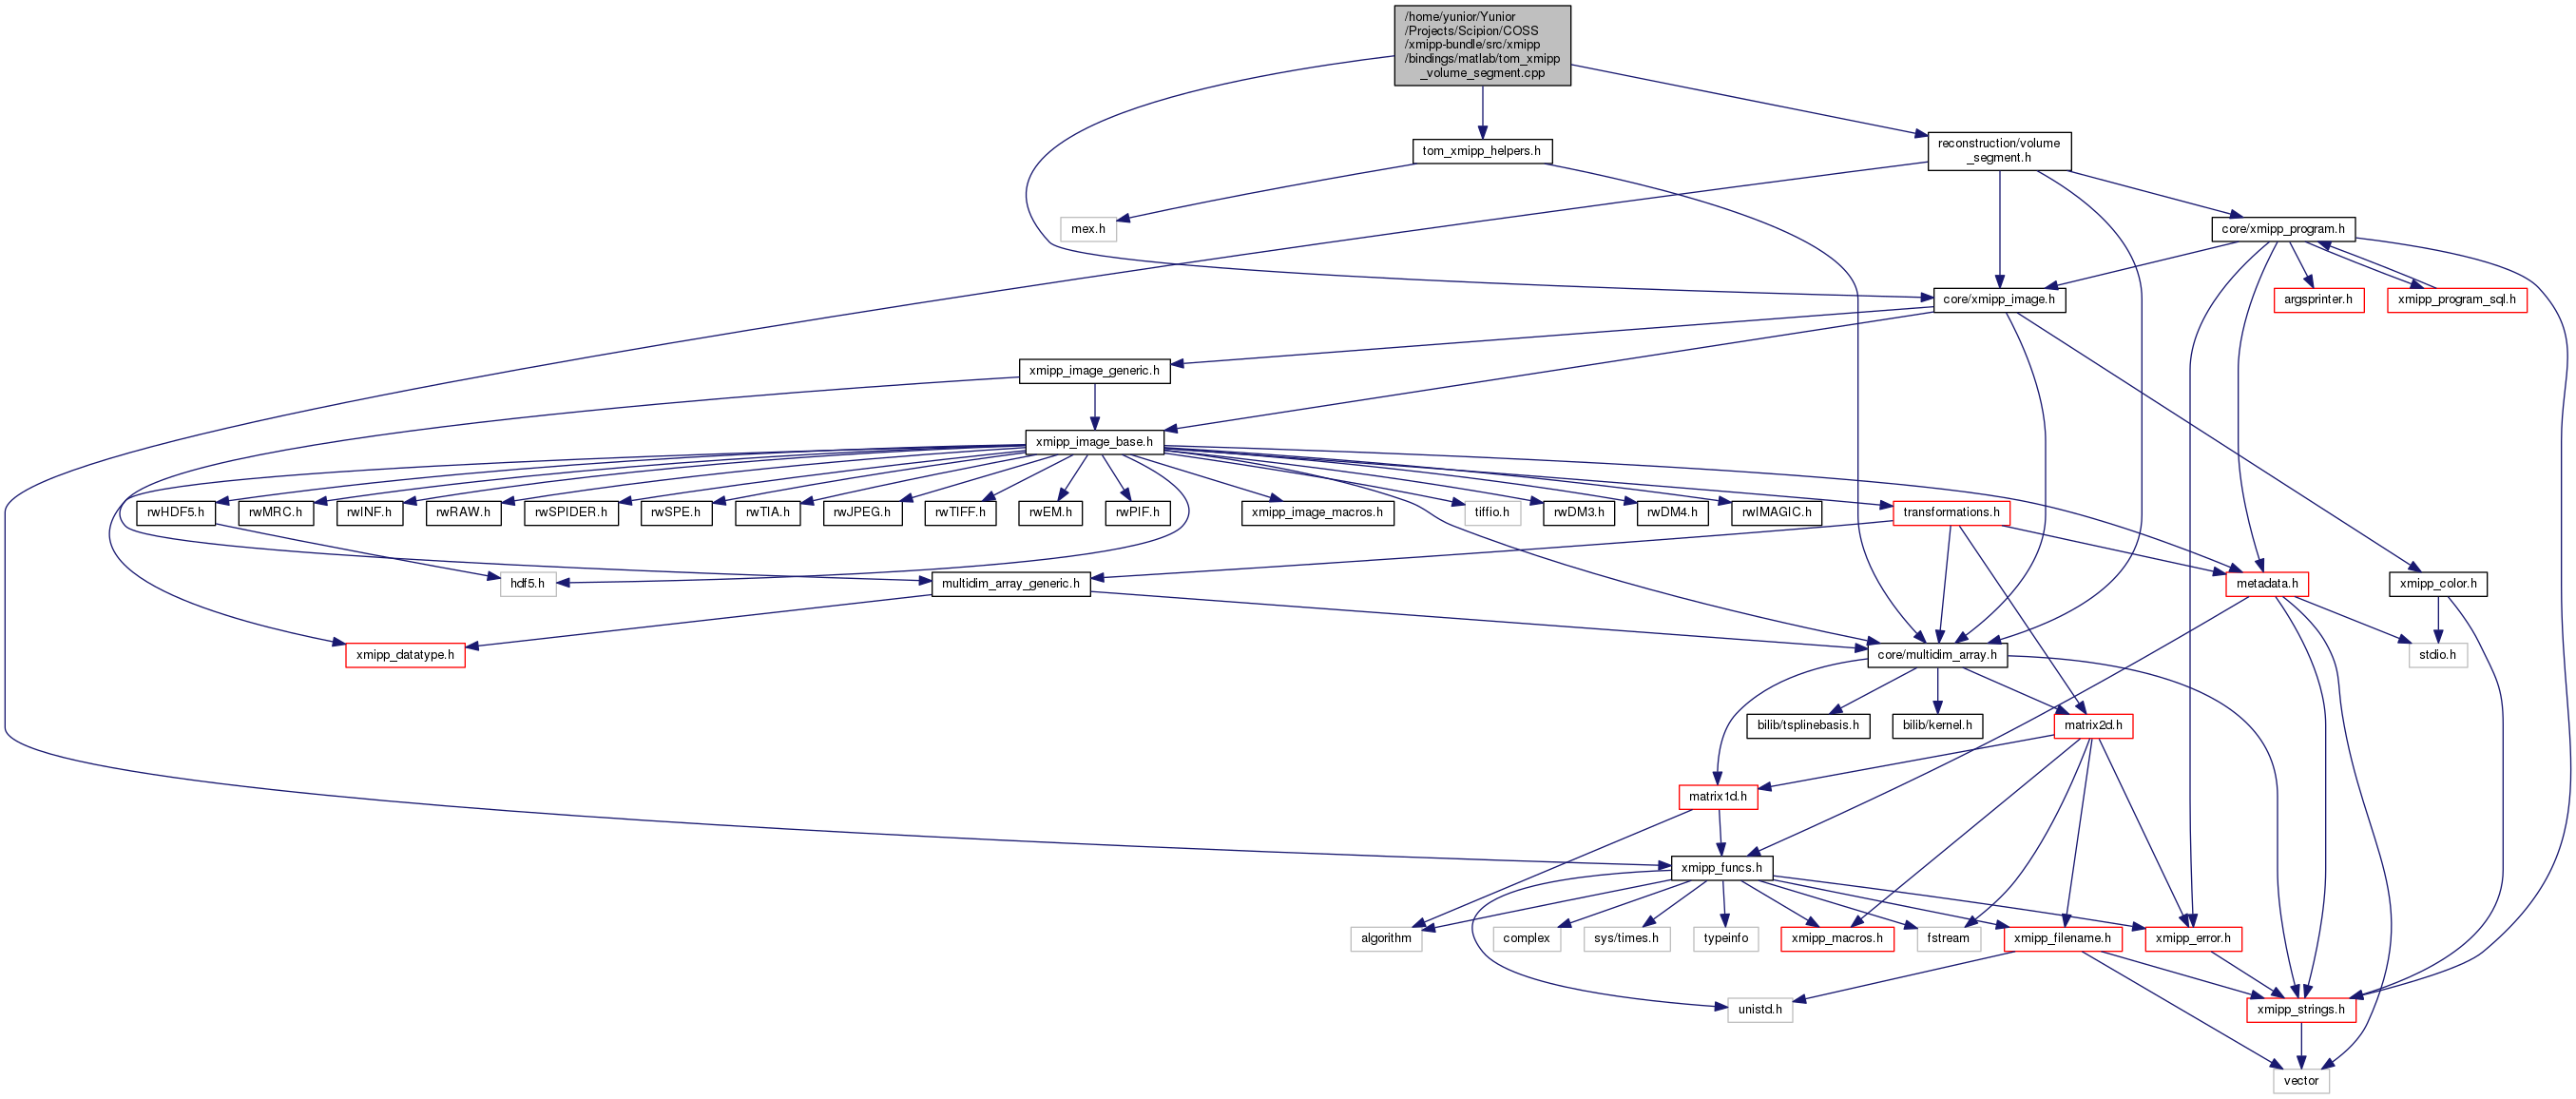 /home/yunior/Yunior
/Projects/Scipion/COSS
/xmipp-bundle/src/xmipp
/bindings/matlab/tom_xmipp
_volume_segment.cpp
tom_xmipp_helpers.h
reconstruction/volume
_segment.h
mex.h
core/xmipp_program.h
core/xmipp_image.h
argsprinter.h
xmipp_program_sql.h
xmipp_image_generic.h
xmipp_image_base.h
rwHDF5.h
rwMRC.h
rwINF.h
rwRAW.h
rwSPIDER.h
rwSPE.h
rwTIA.h
rwJPEG.h
rwTIFF.h
rwEM.h
rwPIF.h
xmipp_image_macros.h
tiffio.h
rwDM3.h
rwDM4.h
rwIMAGIC.h
transformations.h
hdf5.h
multidim_array_generic.h
metadata.h
xmipp_color.h
xmipp_datatype.h
core/multidim_array.h
stdio.h
bilib/tsplinebasis.h
bilib/kernel.h
matrix2d.h
matrix1d.h
xmipp_funcs.h
algorithm
complex
sys/times.h
typeinfo
xmipp_macros.h
fstream
xmipp_filename.h
xmipp_error.h
unistd.h
xmipp_strings.h
vector